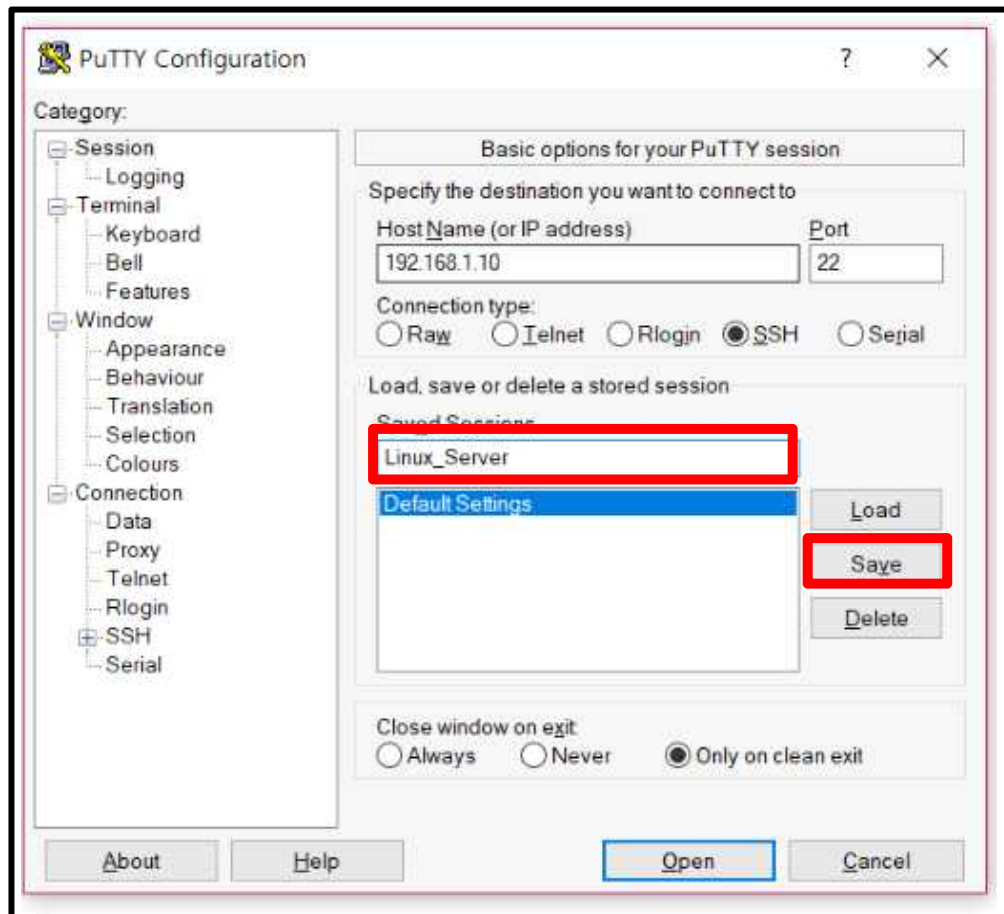 PuTTY Configuration
?
Category:
Session
Logging
Terminal
Keyboard
Bell
Features
Window
Appearance
Behaviour
Translation
Selection
Colours
Connection
Data
Proxy
Telnet
Rlogin
SSH
Serial
Basic options for your PuTTY session
Specify the destination you want to connect to
Host Name (or IP address) Port
192.168.1.10 22
Connection type:
Raw Telnet Rlogin SSH Serial
Load, save or delete a stored session
Saved Sessions
Linux_Server
Default Settings
Load
Save
Delete
Close window on exit
Always Never Only on clean exit
About Help Open Cancel